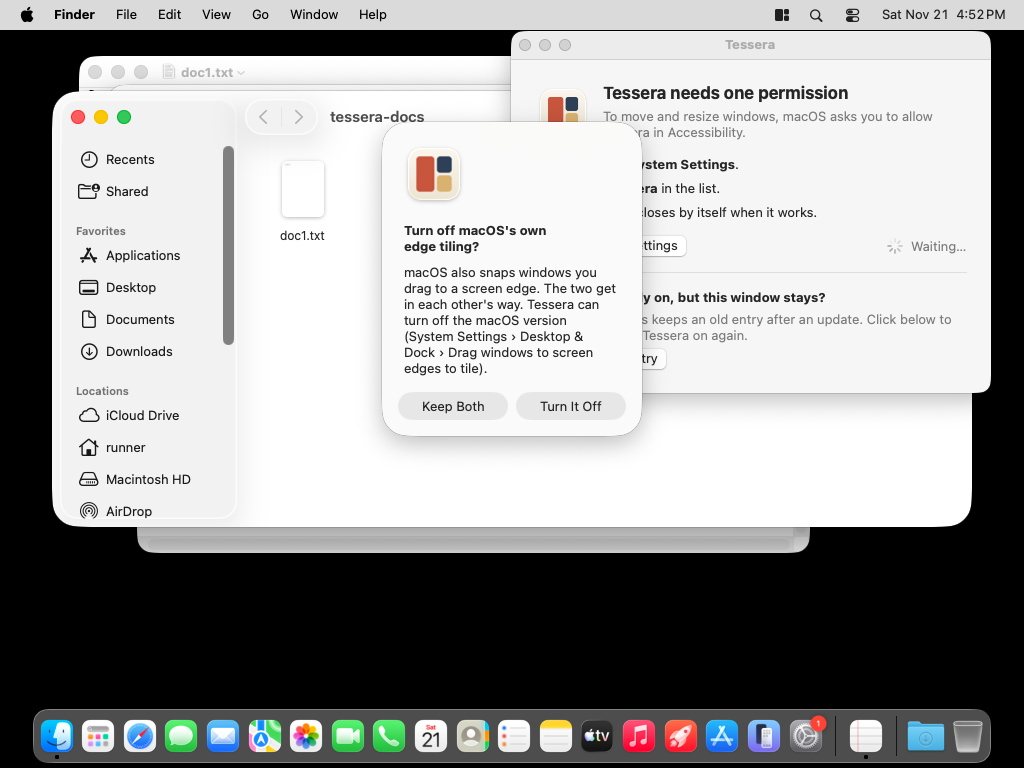 Finder File Edit View Go Window Help
Sat Nov 21 4:52 PM
Tessera
doc1.txt
Tessera needs one permission
To move and resize windows, macOS asks you to allow
in Accessibility.
System Settings.
in the list.
closes by itself when it works.
Waiting...
on, but this window stays?
keeps an old entry after an update. Click below to
Tessera on again.
tessera-docs
Recents
Shared
Favorites
Applications
Desktop
Documents
Downloads
Locations
iCloud Drive
runner
Macintosh HD
AirDrop
doc1.txt
Turn off macOS's own
edge tiling?
macOS also snaps windows you
drag to a screen edge. The two get
in each other's way. Tessera can
turn off the macOS version
(System Settings › Desktop &
Dock › Drag windows to screen
edges to tile).
Keep Both
Turn It Off
Sat
21
tv
1